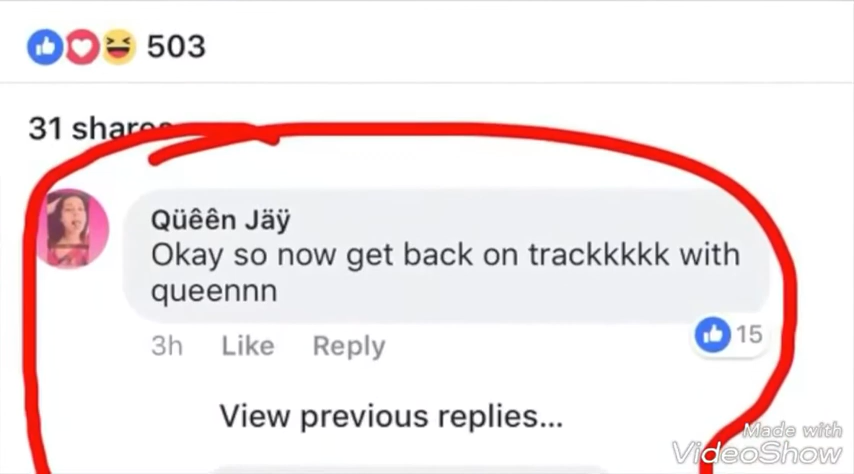 503
31 shares
Qüêên Jäÿ
Okay so now get back on trackkkkk with
queennn
3h Like Reply
15
View previous replies...
Made with
VideoShow